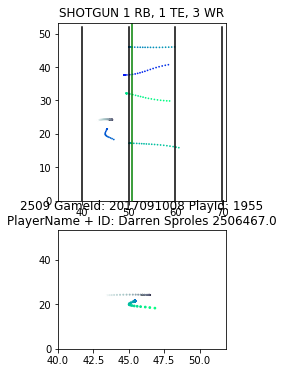 SHOTGUN 1 RB, 1 TE, 3 WR
50
40
30
20
10
0
40 50 60 70
2509 GameId: 2017091008 PlayId: 1955
PlayerName + ID: Darren Sproles 2506467.0
40
20
0
40.0 42.5 45.0 47.5 50.0